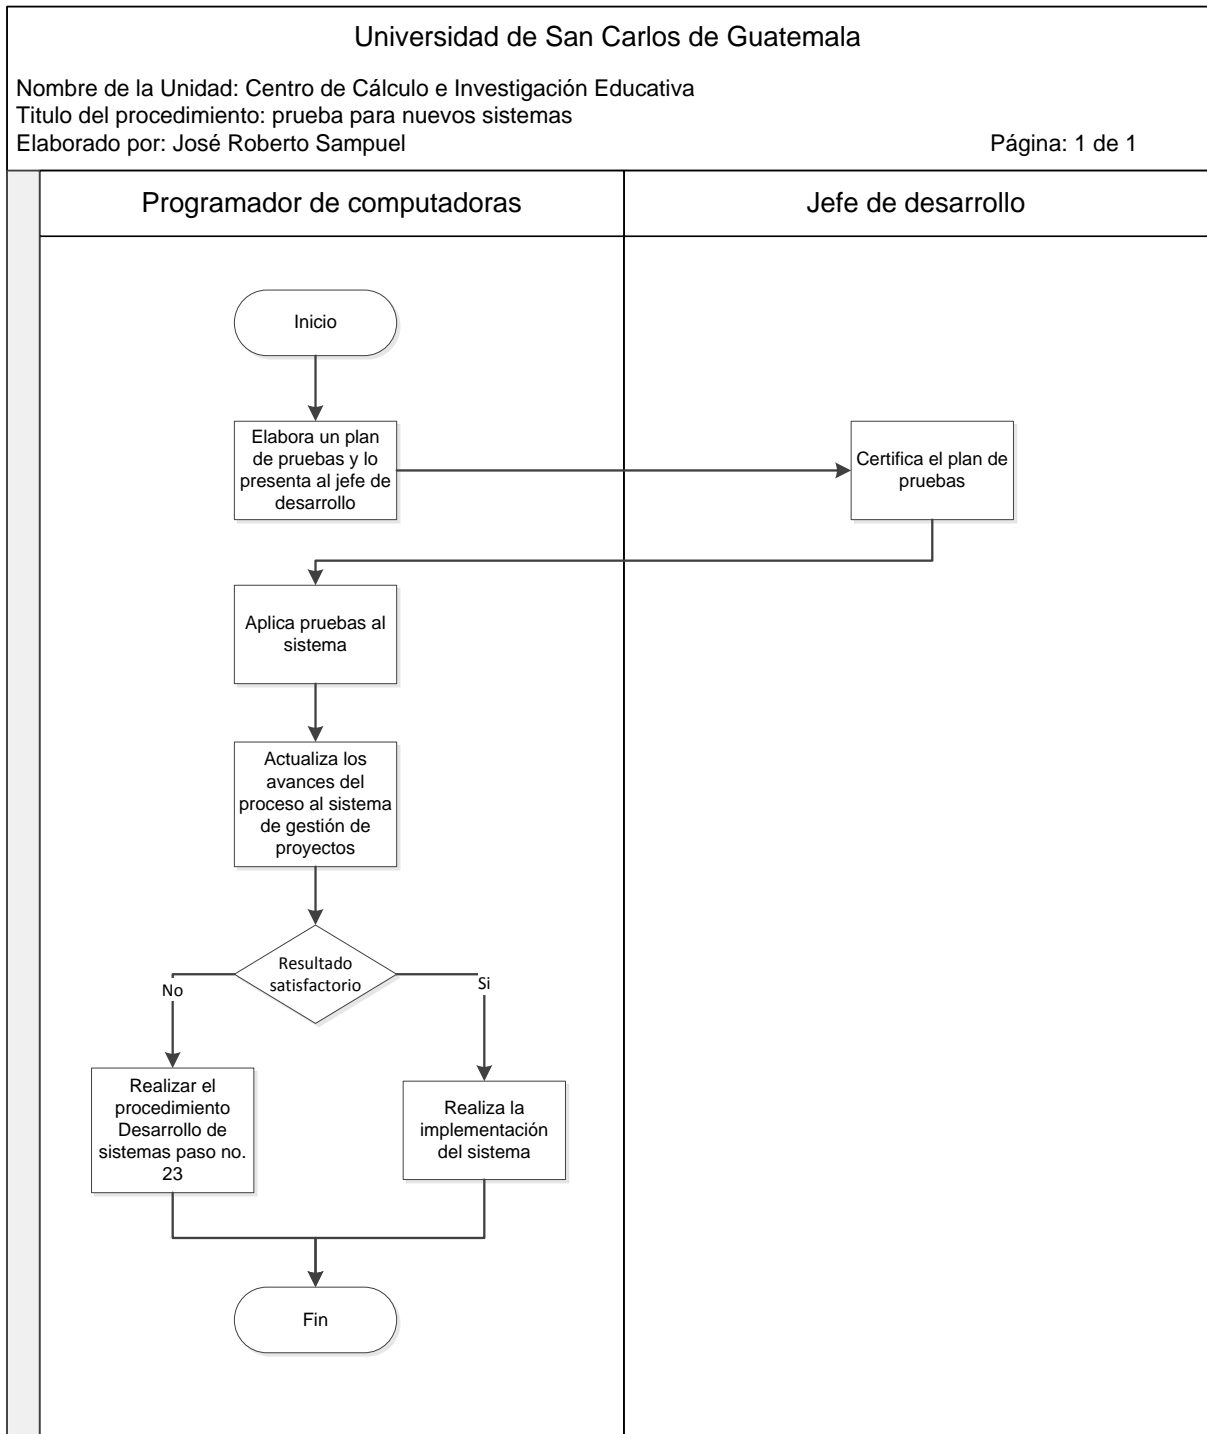 Universidad de San Carlos de Guatemala
Nombre de la Unidad: Centro de Cálculo e Investigación Educativa
Titulo del procedimiento: prueba para nuevos sistemas
Elaborado por: José Roberto Sampuel
Página: 1 de 1
Programador de computadoras
Jefe de desarrollo
Inicio
Elabora un plan
de pruebas y lo
presenta al jefe de
desarrollo
Certifica el plan de
pruebas
Aplica pruebas al
sistema
Actualiza los
avances del
proceso al sistema
de gestión de
proyectos
Resultado
satisfactorio
No
Si
Realizar el
procedimiento
Desarrollo de
sistemas paso no.
23
Realiza la
implementación
del sistema
Fin